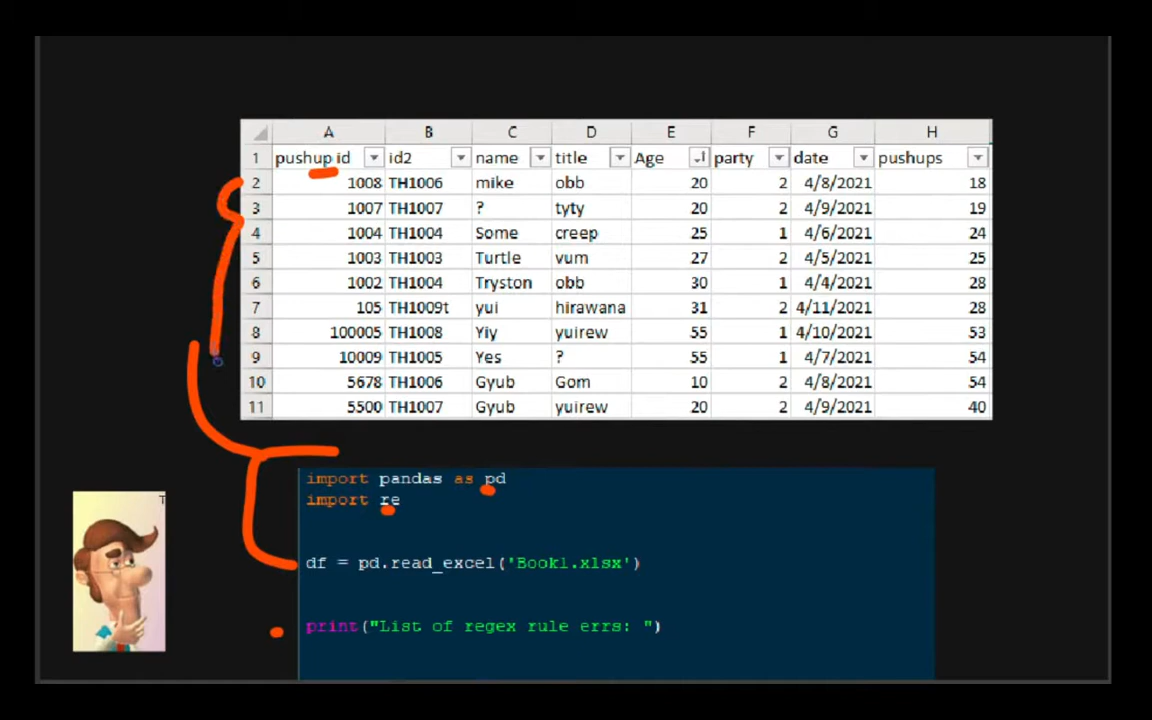 A B C D E F G H
1 pushup id id2 name title Age party date pushups
2 1008 TH1006 mike obb 20 2 4/8/2021 18
3 1007 TH1007 ? tyty 20 2 4/9/2021 19
4 1004 TH1004 Some creep 25 1 4/6/2021 24
5 1003 TH1003 Turtle vum 27 2 4/5/2021 25
6 1002 TH1004 Tryston obb 30 1 4/4/2021 28
7 105 TH1009t yui hirawana 31 2 4/11/2021 28
8 100005 TH1008 Yiy yuirew 55 1 4/10/2021 53
9 10009 TH1005 Yes ? 55 1 4/7/2021 54
10 5678 TH1006 Gyub Gom 10 2 4/8/2021 54
11 5500 TH1007 Gyub yuirew 20 2 4/9/2021 40
import pandas as pd
import re
df = pd.read_excel('Book1.xlsx')
print("List of regex rule errs: ")